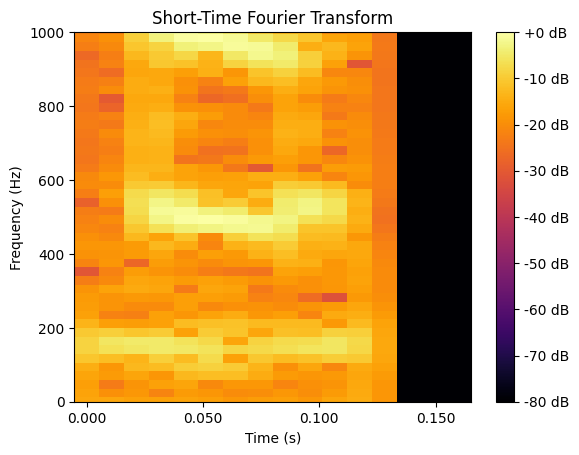 Short-Time Fourier Transform
1000
800
600
400
200
0
Frequency (Hz)
0.000
0.050
0.100
0.150
Time (s)
+0 dB
-10 dB
-20 dB
-30 dB
-40 dB
-50 dB
-60 dB
-70 dB
-80 dB